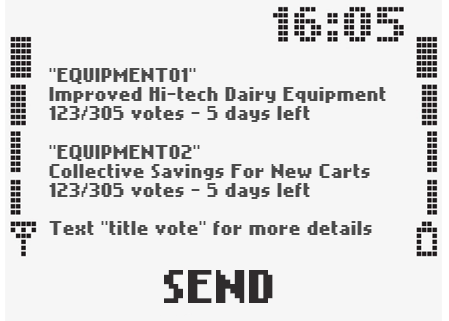 16:05
"EQUIPMENT01"
Improved Hi-tech Dairy Equipment
123/305 votes - 5 days left
"EQUIPMENT02"
Collective Savings For New Carts
123/305 votes - 5 days left
Text "title vote" for more details
SEND